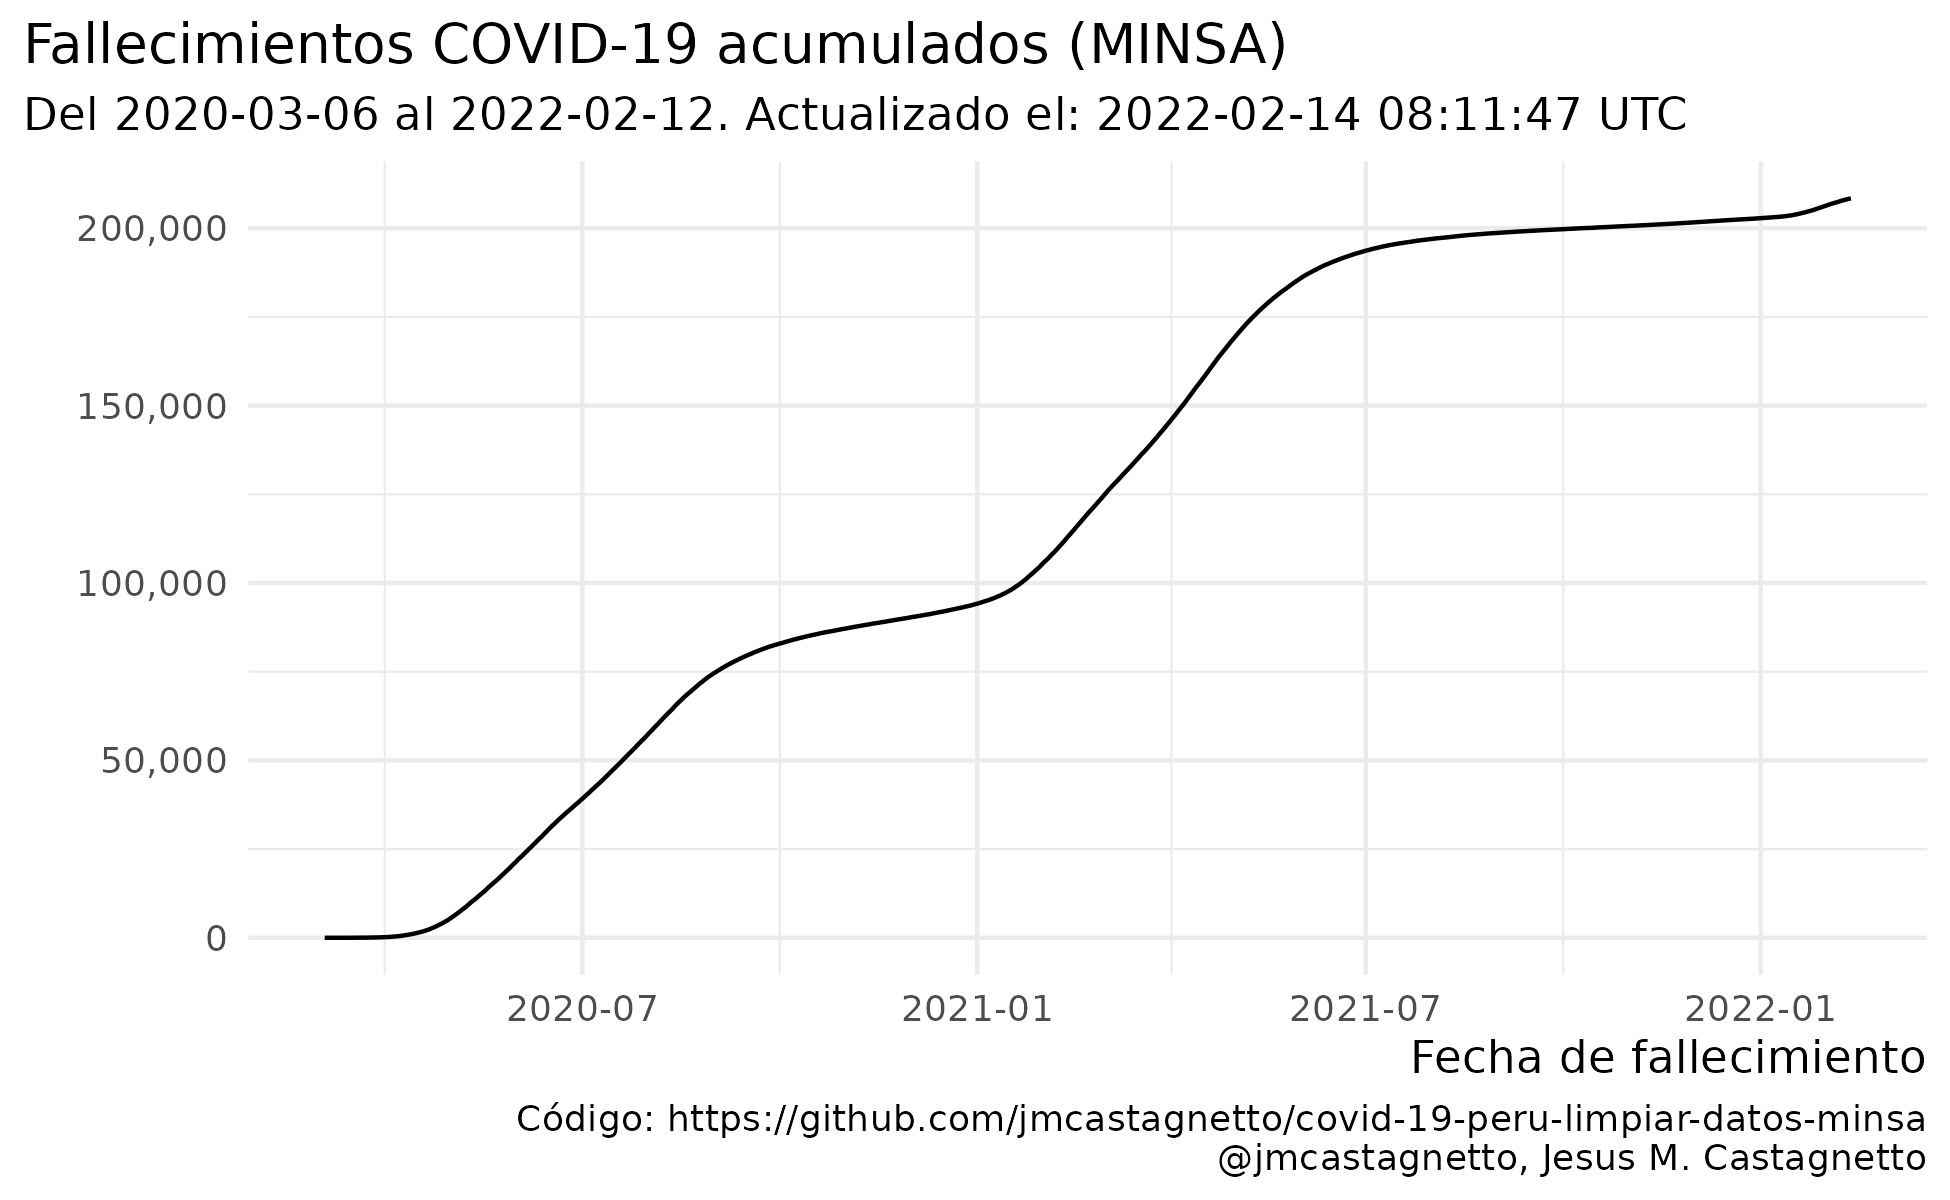 Fallecimientos COVID-19 acumulados (MINSA)
Del 2020-03-06 al 2022-02-12. Actualizado el: 2022-02-14 08:11:47 UTC
200,000
150,000
100,000
50,000
0
2020-07
2021-01
2021-07
2022-01
Fecha de fallecimiento
Código: https://github.com/jmcastagnetto/covid-19-peru-limpiar-datos-minsa
@jmcastagnetto, Jesus M. Castagnetto